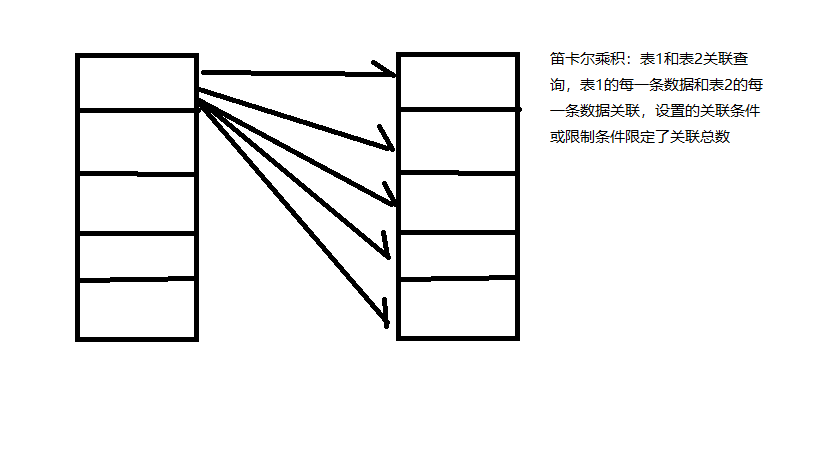 笛卡尔乘积：表1和表2关联查
询，表1的每一条数据和表2的每
一条数据关联，设置的关联条件
或限制条件限定了关联总数